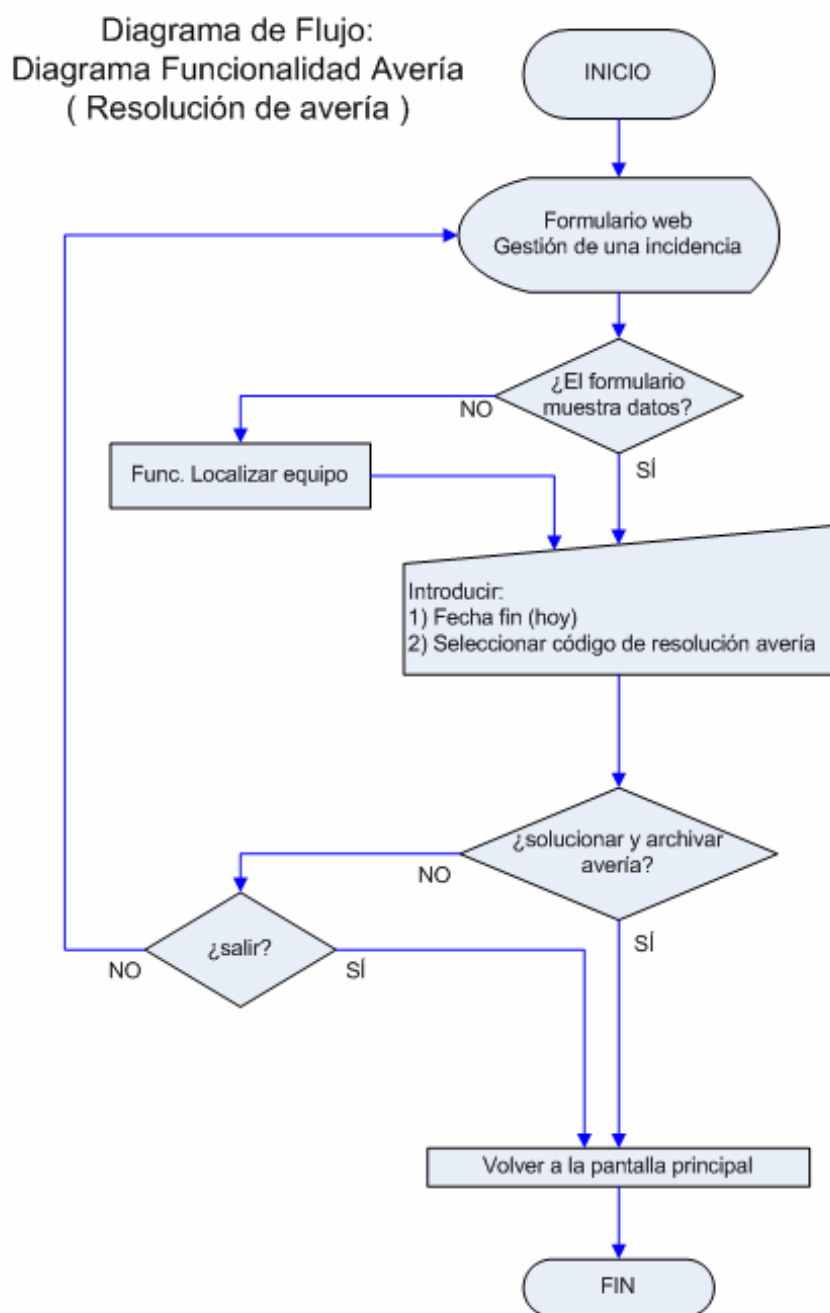 Diagrama de Flujo:
Diagrama Funcionalidad Avería
( Resolución de avería )
INICIO
Formulario web
Gestión de una incidencia
¿El formulario
muestra datos?
NO
SÍ
Func. Localizar equipo
Introducir:
1) Fecha fin (hoy)
2) Seleccionar código de resolución avería
¿solucionar y archivar
avería?
NO
SÍ
¿salir?
NO
SÍ
Volver a la pantalla principal
FIN